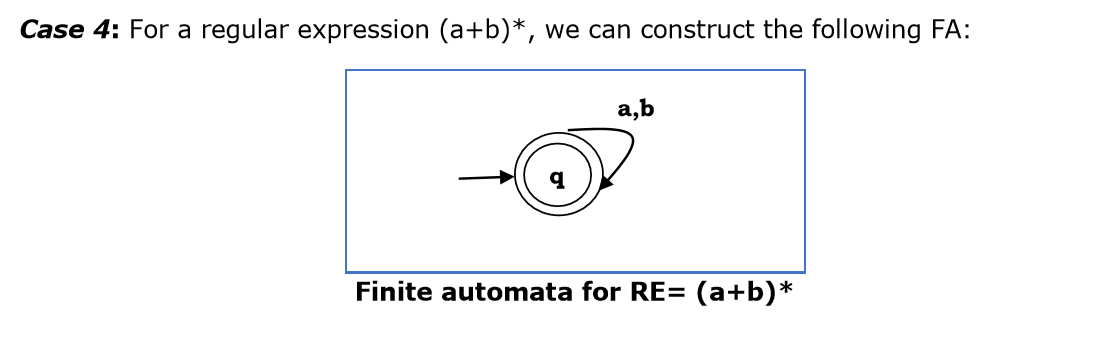 Case 4: For a regular expression (a+b)*, we can construct the following FA:
a,b
q
Finite automata for RE= (a+b)*